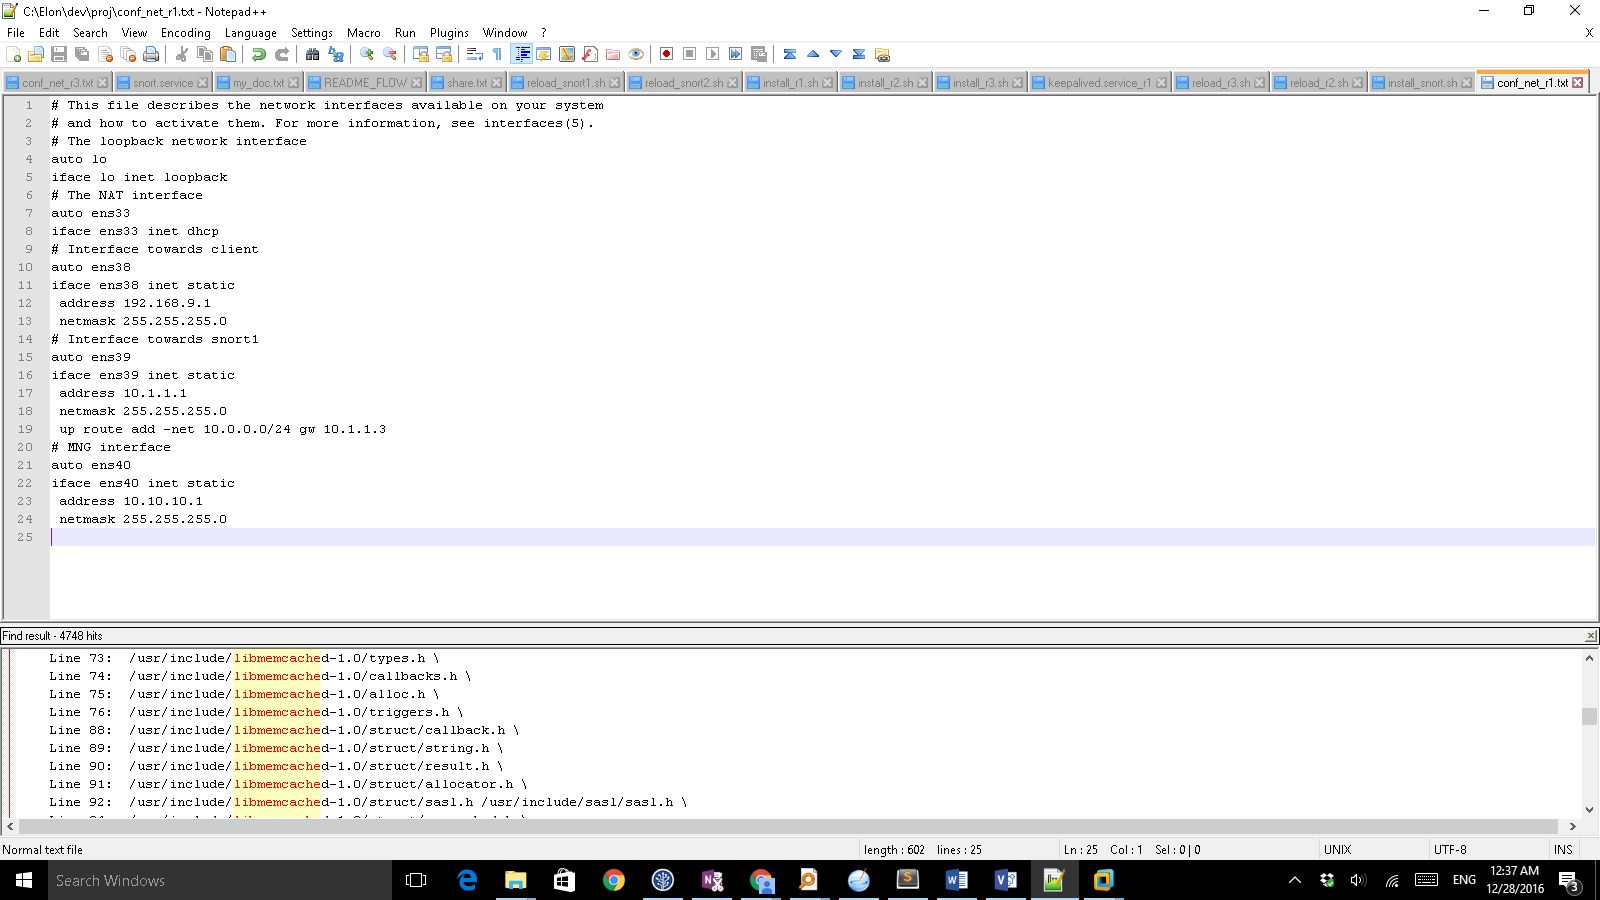 C:\Elon\dev\proj\conf_net_r1.txt - Notepad++
File Edit Search View Encoding Language Settings Macro Run Plugins Window ? X
conf_net_r3.txt snort.service my_doc.txt README_FLOW share.txt reload_snort1.sh reload_snort2.sh install_r1.sh install_r2.sh install_r3.sh keepalived.service_r1 reload_r3.sh reload_r2.sh install_snort.sh conf_net_r1.txt
1 # This file describes the network interfaces available on your system
2 # and how to activate them. For more information, see interfaces(5).
3 # The loopback network interface
4 auto lo
5 iface lo inet loopback
6 # The NAT interface
7 auto ens33
8 iface ens33 inet dhcp
9 # Interface towards client
10 auto ens38
11 iface ens38 inet static
12 address 192.168.9.1
13 netmask 255.255.255.0
14 # Interface towards snort1
15 auto ens39
16 iface ens39 inet static
17 address 10.1.1.1
18 netmask 255.255.255.0
19 up route add -net 10.0.0.0/24 gw 10.1.1.3
20 # MNG interface
21 auto ens40
22 iface ens40 inet static
23 address 10.10.10.1
24 netmask 255.255.255.0
25
Find result - 4748 hits
Line 73: /usr/include/libmemcached-1.0/types.h \
Line 74: /usr/include/libmemcached-1.0/callbacks.h \
Line 75: /usr/include/libmemcached-1.0/alloc.h \
Line 76: /usr/include/libmemcached-1.0/triggers.h \
Line 88: /usr/include/libmemcached-1.0/struct/callback.h \
Line 89: /usr/include/libmemcached-1.0/struct/string.h \
Line 90: /usr/include/libmemcached-1.0/struct/result.h \
Line 91: /usr/include/libmemcached-1.0/struct/allocator.h \
Line 92: /usr/include/libmemcached-1.0/struct/sasl.h /usr/include/sasl/sasl.h \
Normal text file length : 602 lines : 25 Ln : 25 Col : 1 Sel : 0 | 0 UNIX UTF-8 INS
Search Windows
ENG
12:37 AM
12/28/2016
3